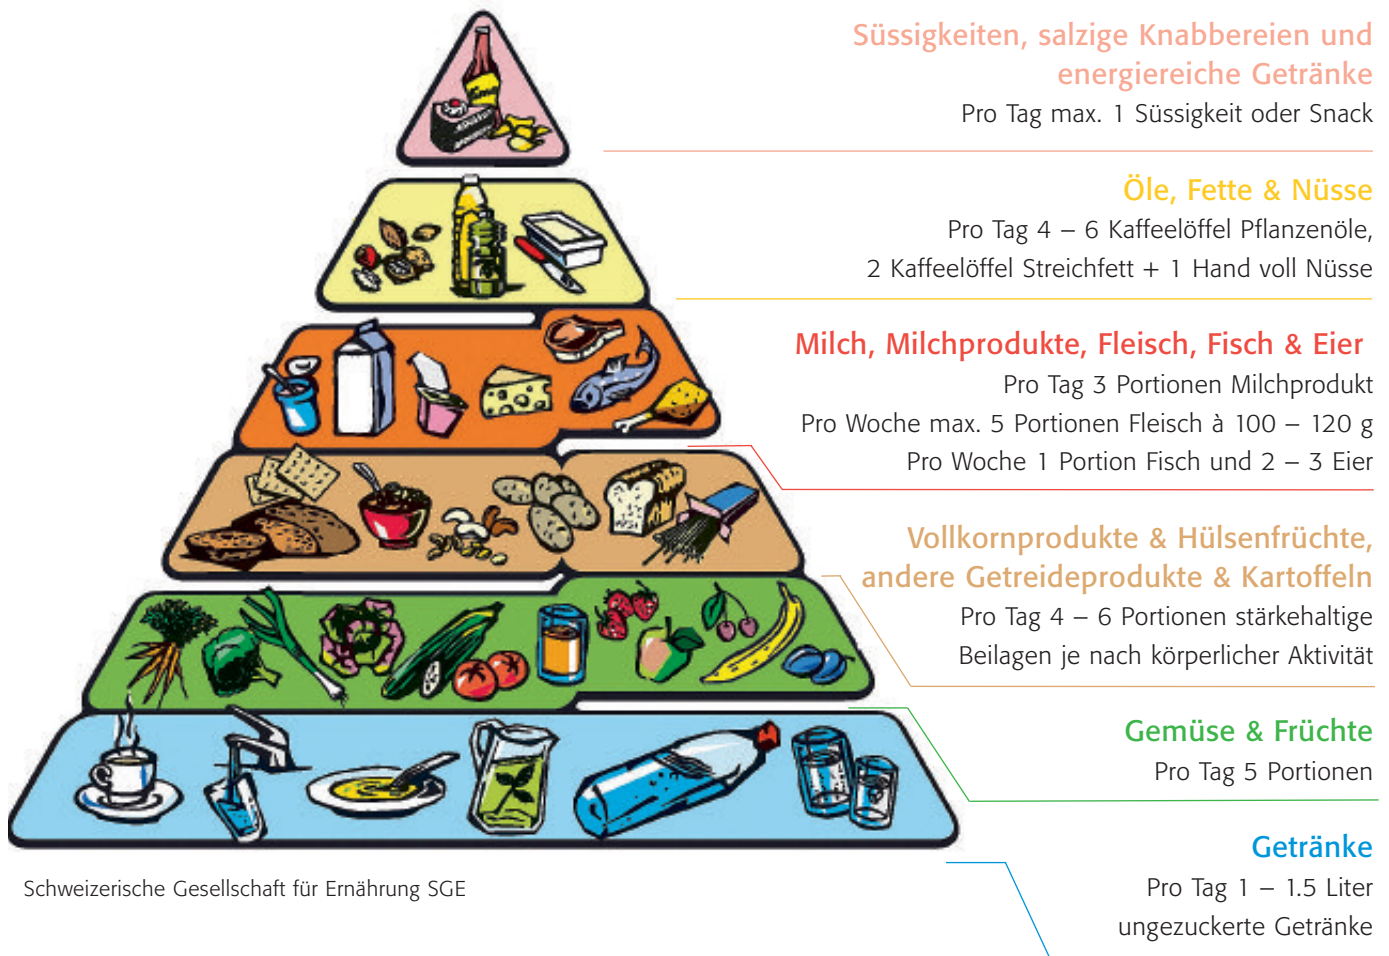 Süssigkeiten, salzige Knabbereien und
energiereiche Getränke
Pro Tag max. 1 Süssigkeit oder Snack
Öle, Fette & Nüsse
Pro Tag 4 – 6 Kaffeelöffel Pflanzenöle,
2 Kaffeelöffel Streichfett + 1 Hand voll Nüsse
Milch, Milchprodukte, Fleisch, Fisch & Eier
Pro Tag 3 Portionen Milchprodukt
Pro Woche max. 5 Portionen Fleisch à 100 – 120 g
Pro Woche 1 Portion Fisch und 2 – 3 Eier
Vollkornprodukte & Hülsenfrüchte,
andere Getreideprodukte & Kartoffeln
Pro Tag 4 – 6 Portionen stärkehaltige
Beilagen je nach körperlicher Aktivität
Gemüse & Früchte
Pro Tag 5 Portionen
Getränke
Pro Tag 1 – 1.5 Liter
ungezuckerte Getränke
Schweizerische Gesellschaft für Ernährung SGE